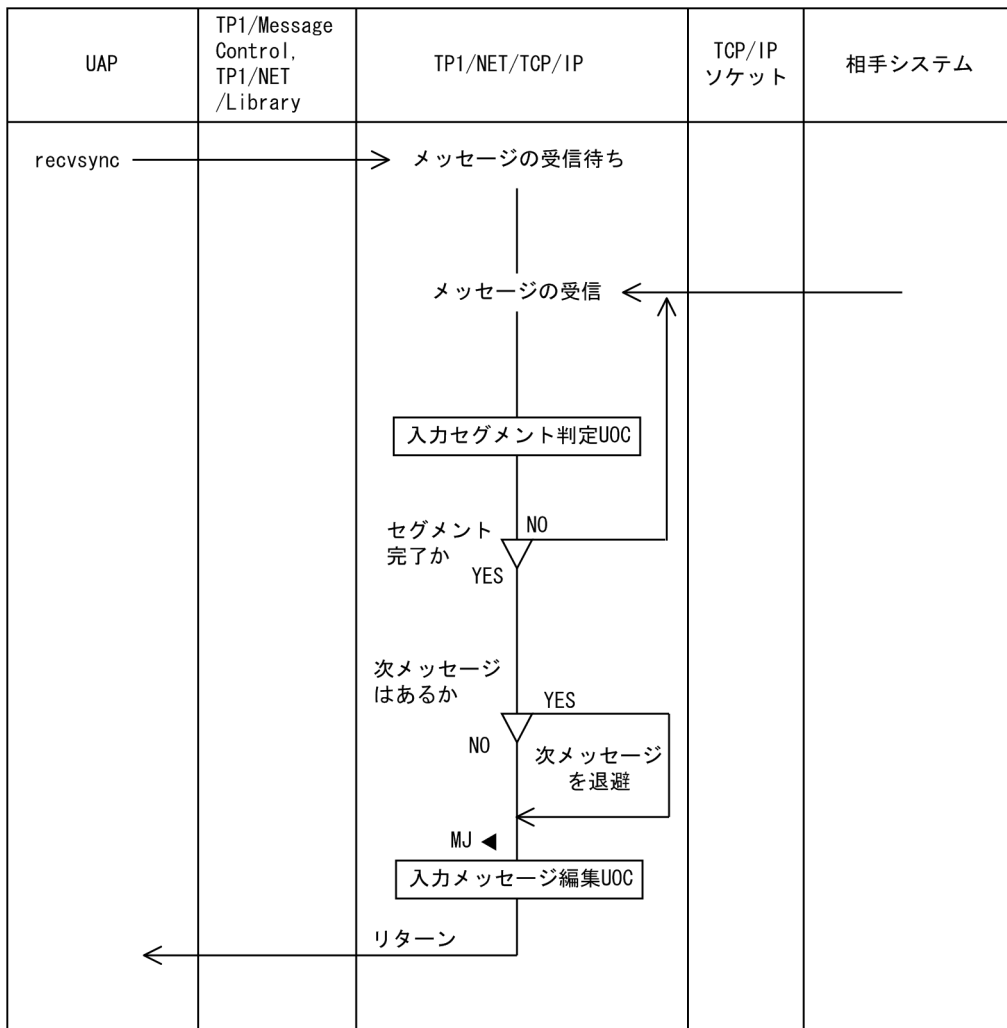 UAP
TP1/Message
Control,
TP1/NET
/Library
TP1/NET/TCP/IP
TCP/IP
ソケット
相手システム
recvsync
メッセージの受信待ち
メッセージの受信
入力セグメント判定UOC
セグメント
完了か
NO
YES
次メッセージ
はあるか
YES
NO
次メッセージ
を退避
MJ
入力メッセージ編集UOC
リターン